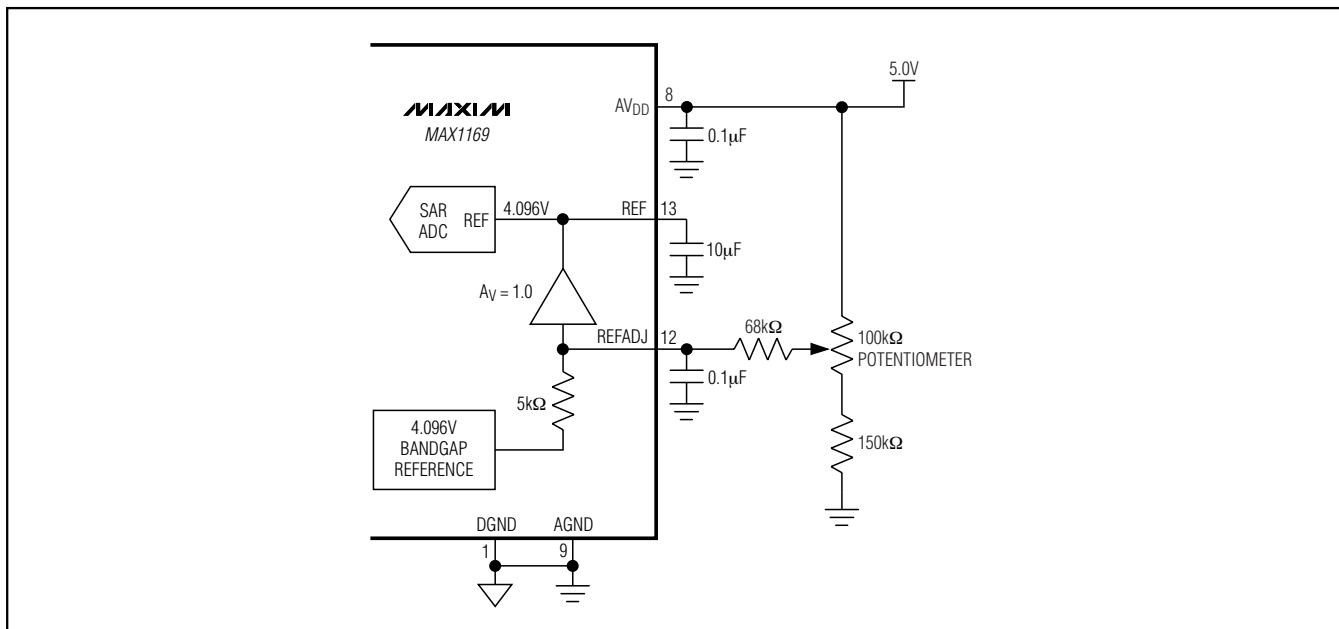 5.0V
MAXIM
MAX1169
AVDD
8
0.1µF
SAR
ADC
REF
4.096V
REF
13
10µF
AV = 1.0
REFADJ
12
68kΩ
100kΩ
POTENTIOMETER
0.1µF
5kΩ
4.096V
BANDGAP
REFERENCE
150kΩ
DGND
AGND
1
9